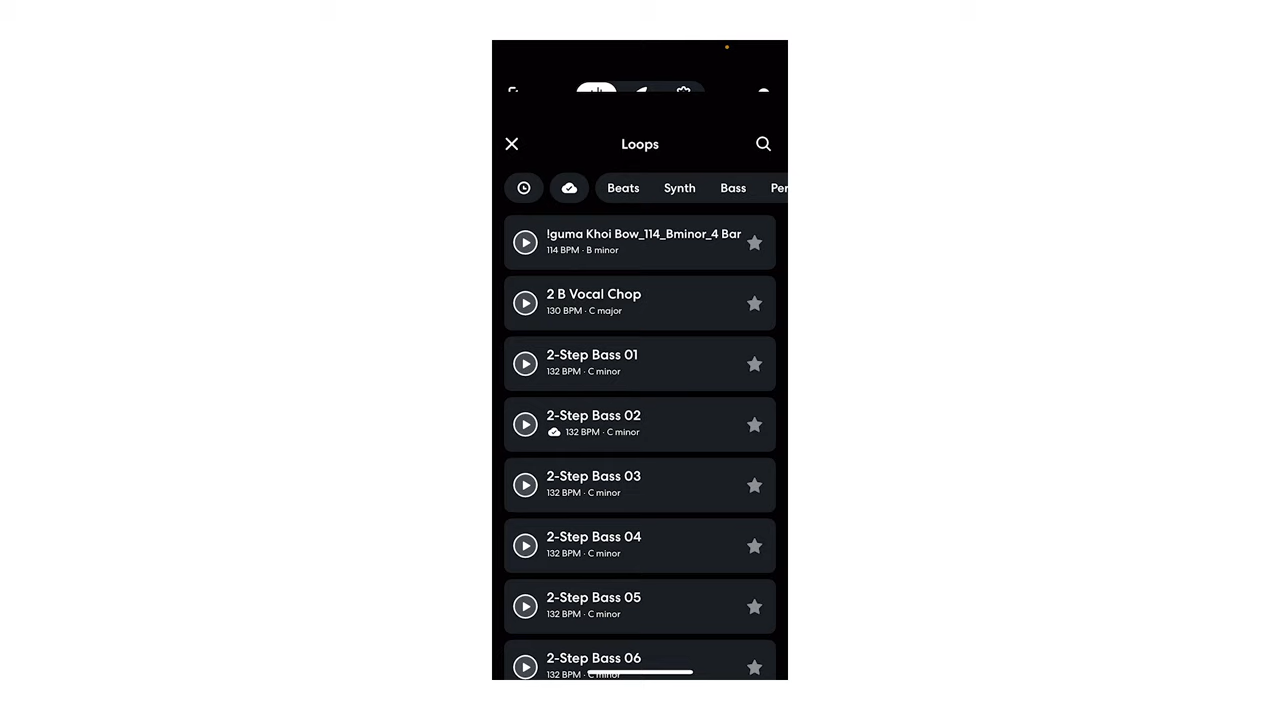 Loops
Beats Synth Bass Per
!guma Khoi Bow_114_Bminor_4 Bar
114 BPM · B minor
2 B Vocal Chop
130 BPM · C major
2-Step Bass 01
132 BPM · C minor
2-Step Bass 02
132 BPM · C minor
2-Step Bass 03
132 BPM · C minor
2-Step Bass 04
132 BPM · C minor
2-Step Bass 05
132 BPM · C minor
2-Step Bass 06
132 BPM · C minor